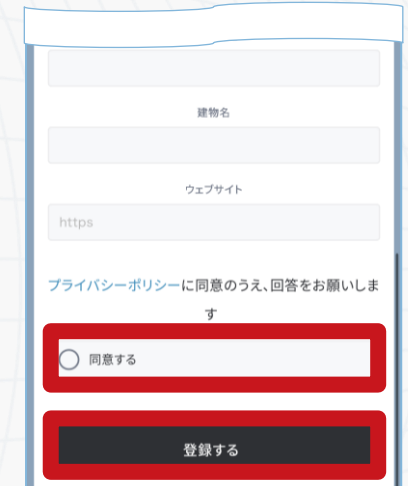 建物名
ウェブサイト
https
プライバシーポリシーに同意のうえ、回答をお願いしま
す
同意する
登録する